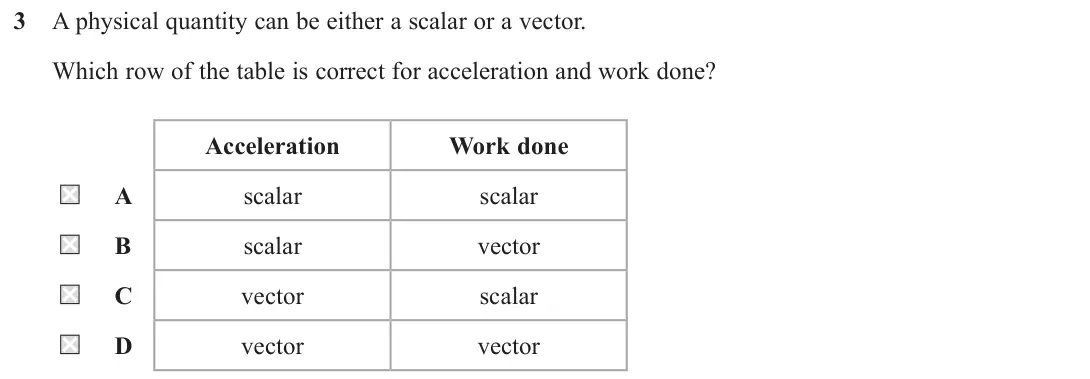 3 A physical quantity can be either a scalar or a vector.
Which row of the table is correct for acceleration and work done?
Acceleration Work done
A scalar scalar
B scalar vector
C vector scalar
D vector vector